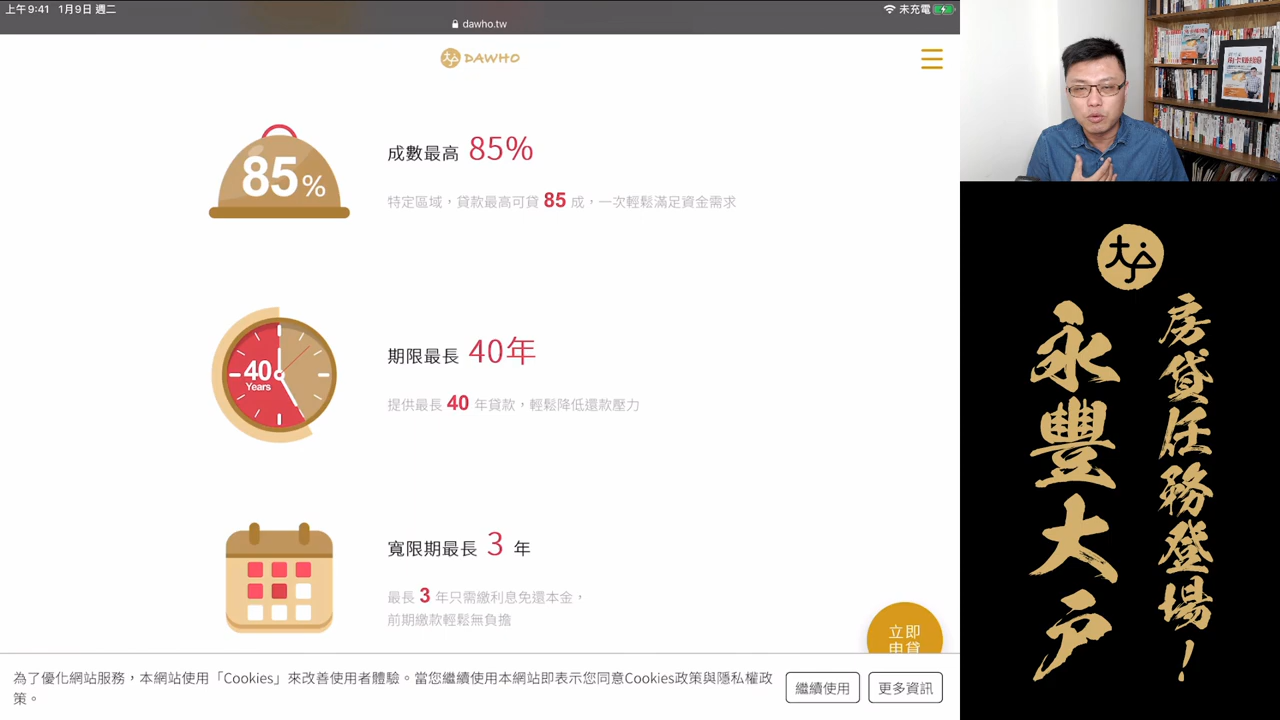 上午9:41 1月9日 週二
未充電
dawho.tw
大戶 DAWHO
85%
成數最高 85%
特定區域，貸款最高可貸 85 成，一次輕鬆滿足資金需求
40
Years
期限最長 40年
提供最長 40 年貸款，輕鬆降低還款壓力
寬限期最長 3 年
最長 3 年只需繳利息免還本金，
前期繳款輕鬆無負擔
立即
申貸
為了優化網站服務，本網站使用「Cookies」來改善使用者體驗。當您繼續使用本網站即表示您同意Cookies政策與隱私權政
策。
繼續使用
更多資訊
大戶
房貸任務登場！
永豐大戶